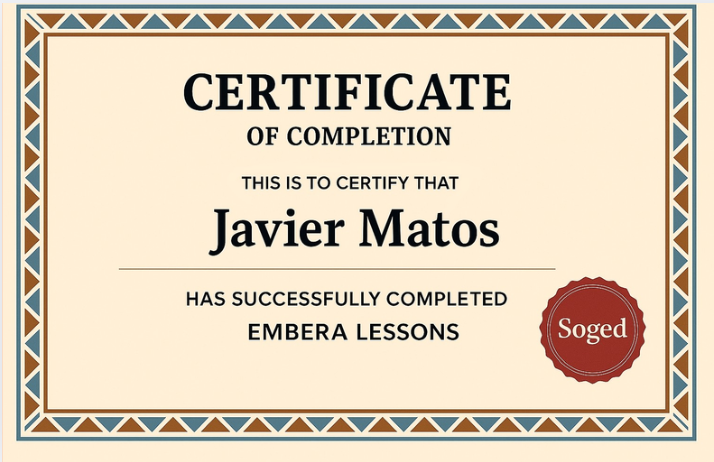 CERTIFICATE
OF COMPLETION
THIS IS TO CERTIFY THAT
Javier Matos
HAS SUCCESSFULLY COMPLETED
EMBERA LESSONS
Soged